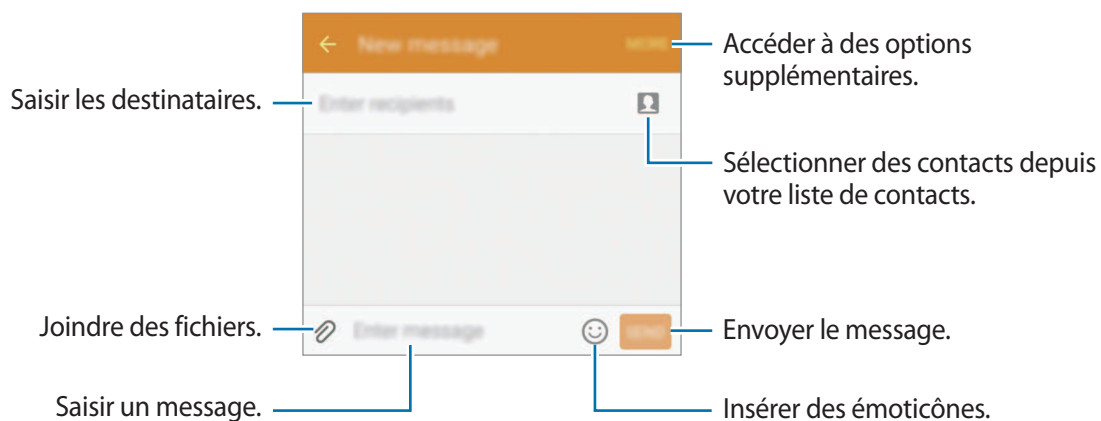 New message
MORE
Accéder à des options
supplémentaires.
Saisir les destinataires.
Enter recipients
Sélectionner des contacts depuis
votre liste de contacts.
Joindre des fichiers.
Enter message
SEND
Envoyer le message.
Saisir un message.
Insérer des émoticônes.